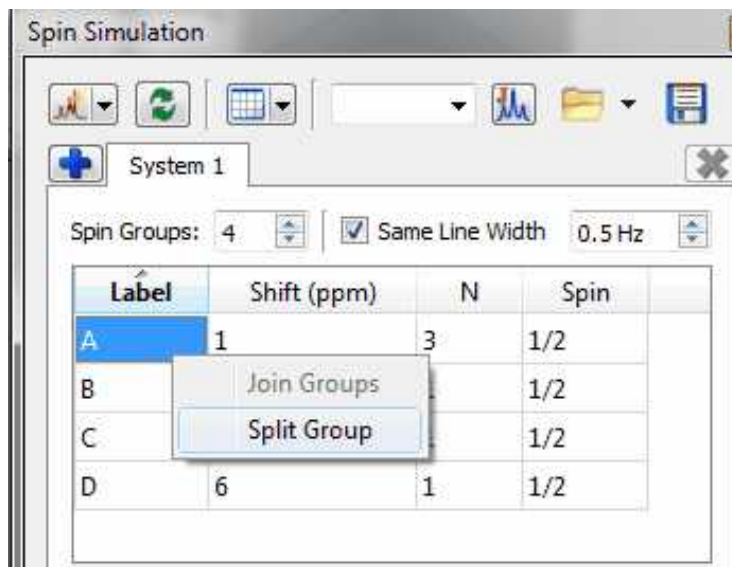 Spin Simulation
System 1
Spin Groups: 4 Same Line Width 0.5 Hz
Label Shift (ppm) N Spin
A 1 3 1/2
B 1/2
Join Groups
C 1/2
Split Group
D 6 1 1/2